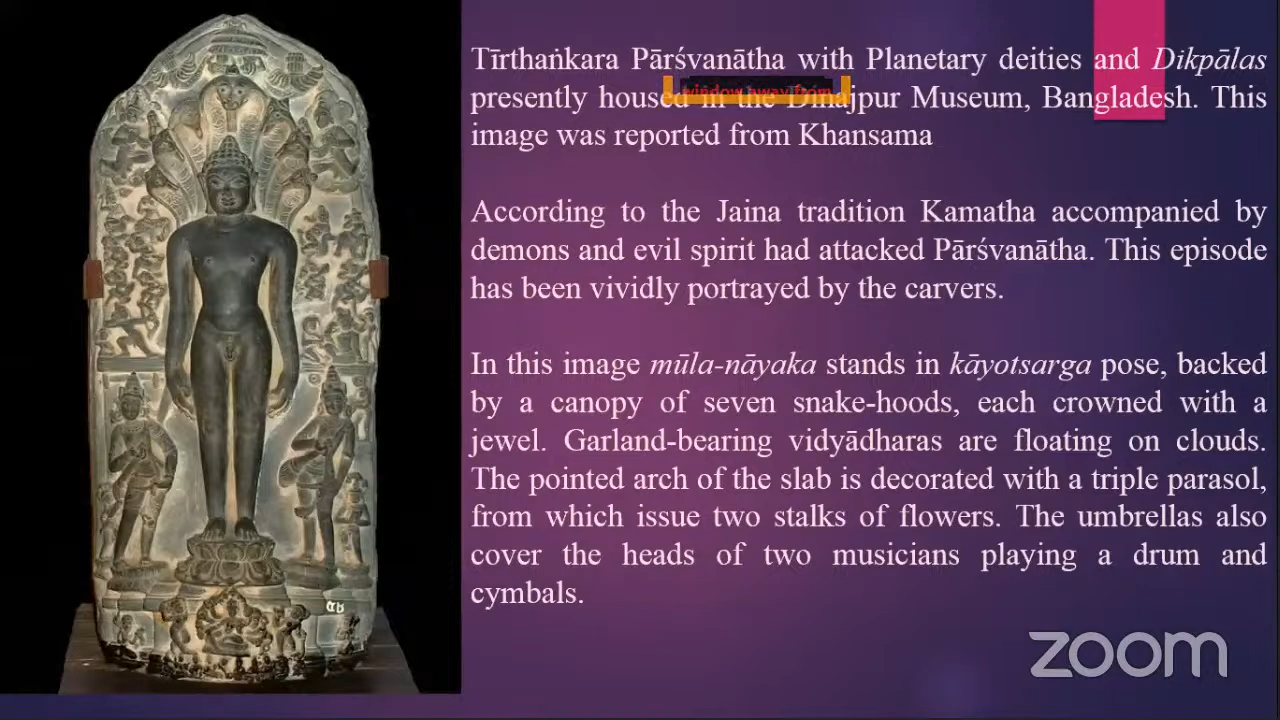 Tīrthaṅkara Pārśvanātha with Planetary deities and Dikpālas
window away from
presently housed in the Dinajpur Museum, Bangladesh. This
image was reported from Khansama
According to the Jaina tradition Kamatha accompanied by
demons and evil spirit had attacked Pārśvanātha. This episode
has been vividly portrayed by the carvers.
In this image mūla-nāyaka stands in kāyotsarga pose, backed
by a canopy of seven snake-hoods, each crowned with a
jewel. Garland-bearing vidyādharas are floating on clouds.
The pointed arch of the slab is decorated with a triple parasol,
from which issue two stalks of flowers. The umbrellas also
cover the heads of two musicians playing a drum and
cymbals.
zoom